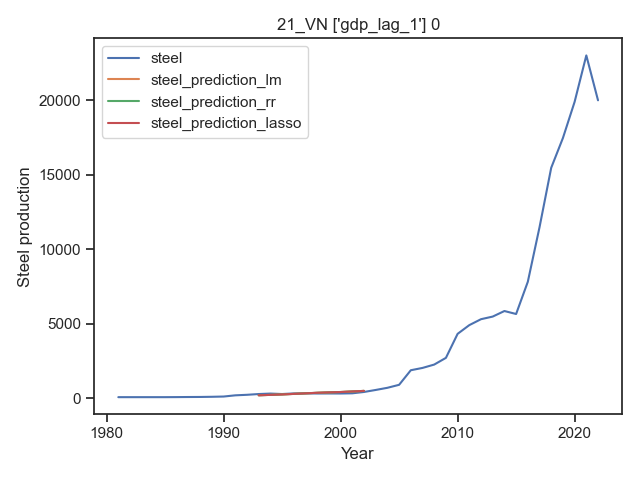 21_VN ['gdp_lag_1'] 0
steel
steel_prediction_lm
steel_prediction_rr
steel_prediction_lasso
Steel production
20000
15000
10000
5000
0
1980 1990 2000 2010 2020
Year